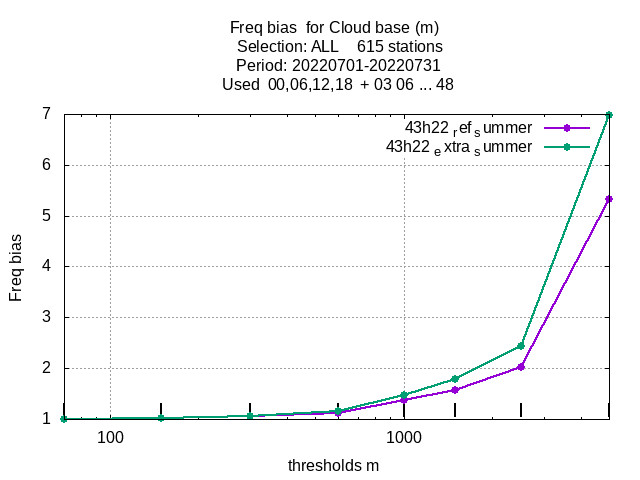 Freq bias  for Cloud base (m)
Selection: ALL    615 stations
Period: 20220701-20220731
Used  00,06,12,18  + 03 06 ... 48
7
43h22 ref summer
43h22 extra summer
6
5
4
3
2
1
Freq bias
100
1000
thresholds m